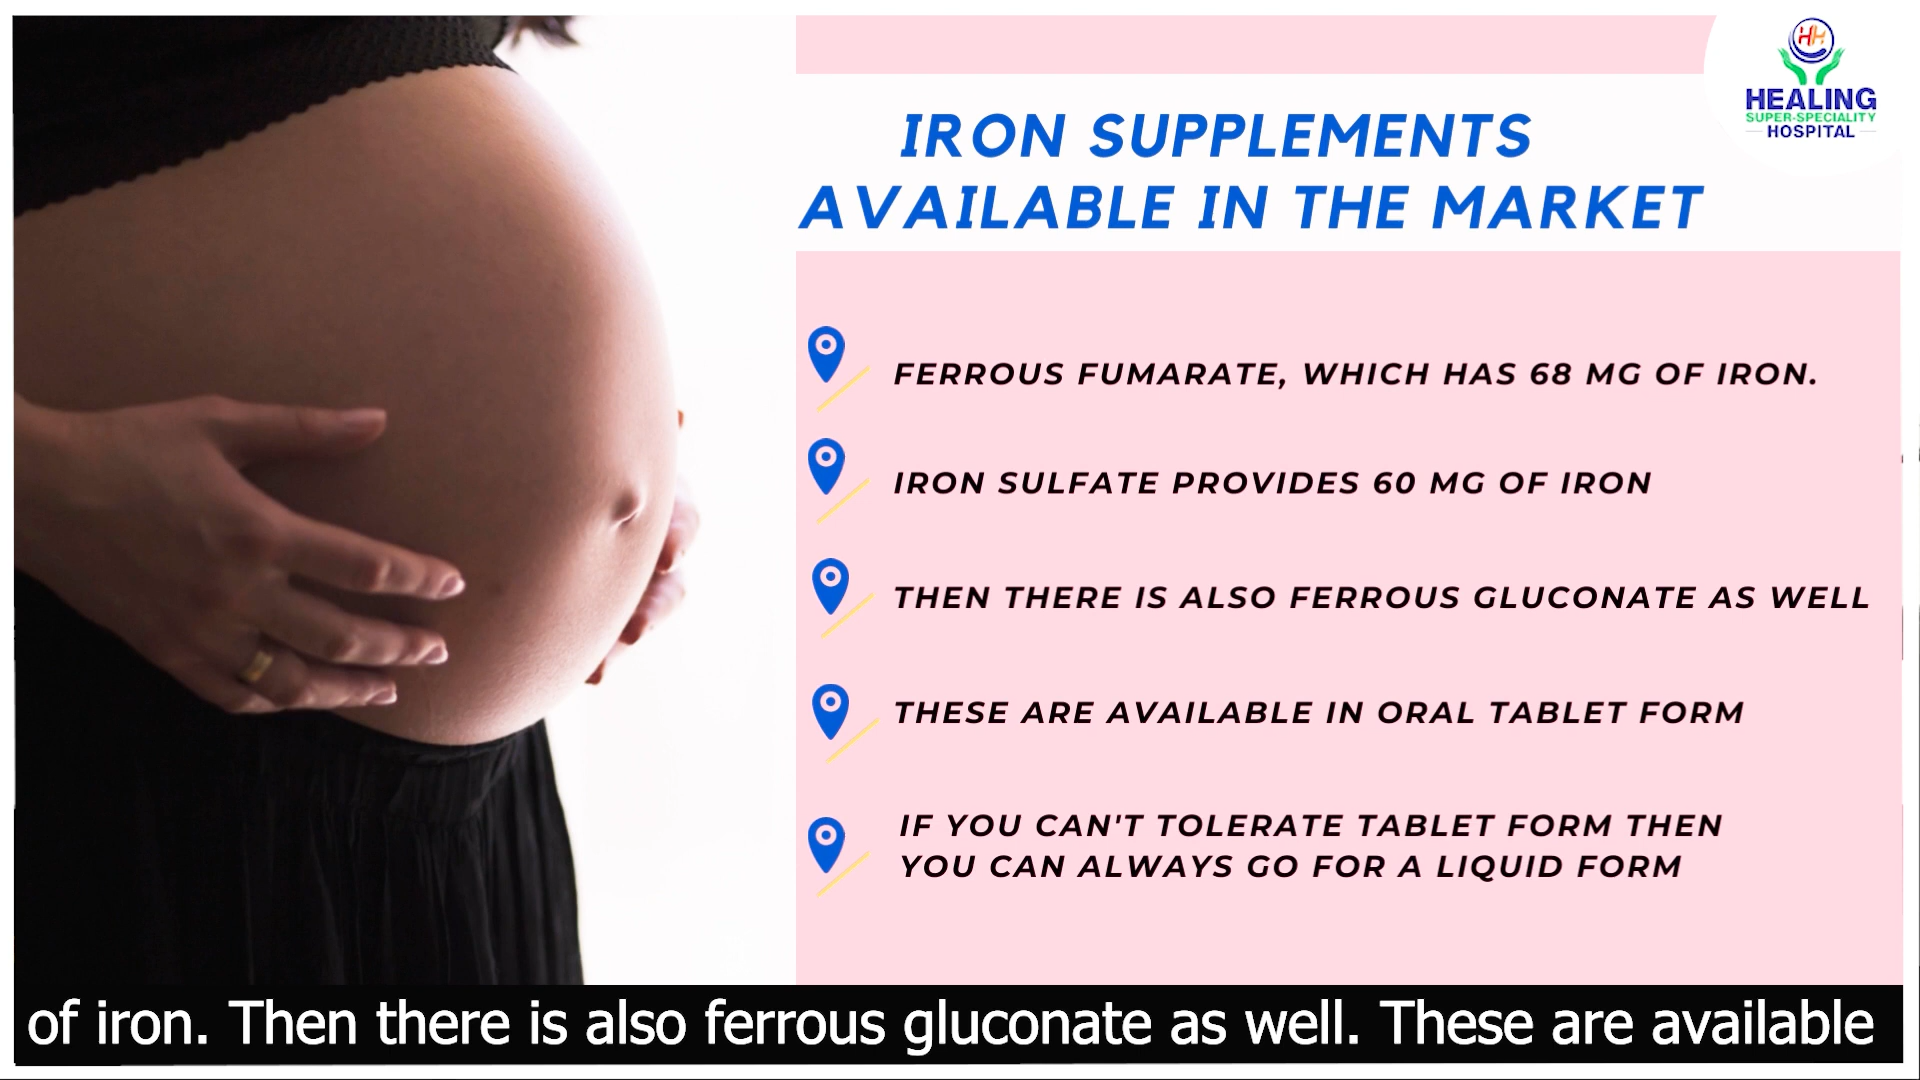 HH
HEALING
SUPER-SPECIALITY
HOSPITAL
IRON SUPPLEMENTS
AVAILABLE IN THE MARKET
FERROUS FUMARATE, WHICH HAS 68 MG OF IRON.
IRON SULFATE PROVIDES 60 MG OF IRON
THEN THERE IS ALSO FERROUS GLUCONATE AS WELL
THESE ARE AVAILABLE IN ORAL TABLET FORM
IF YOU CAN'T TOLERATE TABLET FORM THEN
YOU CAN ALWAYS GO FOR A LIQUID FORM
of iron. Then there is also ferrous gluconate as well. These are available